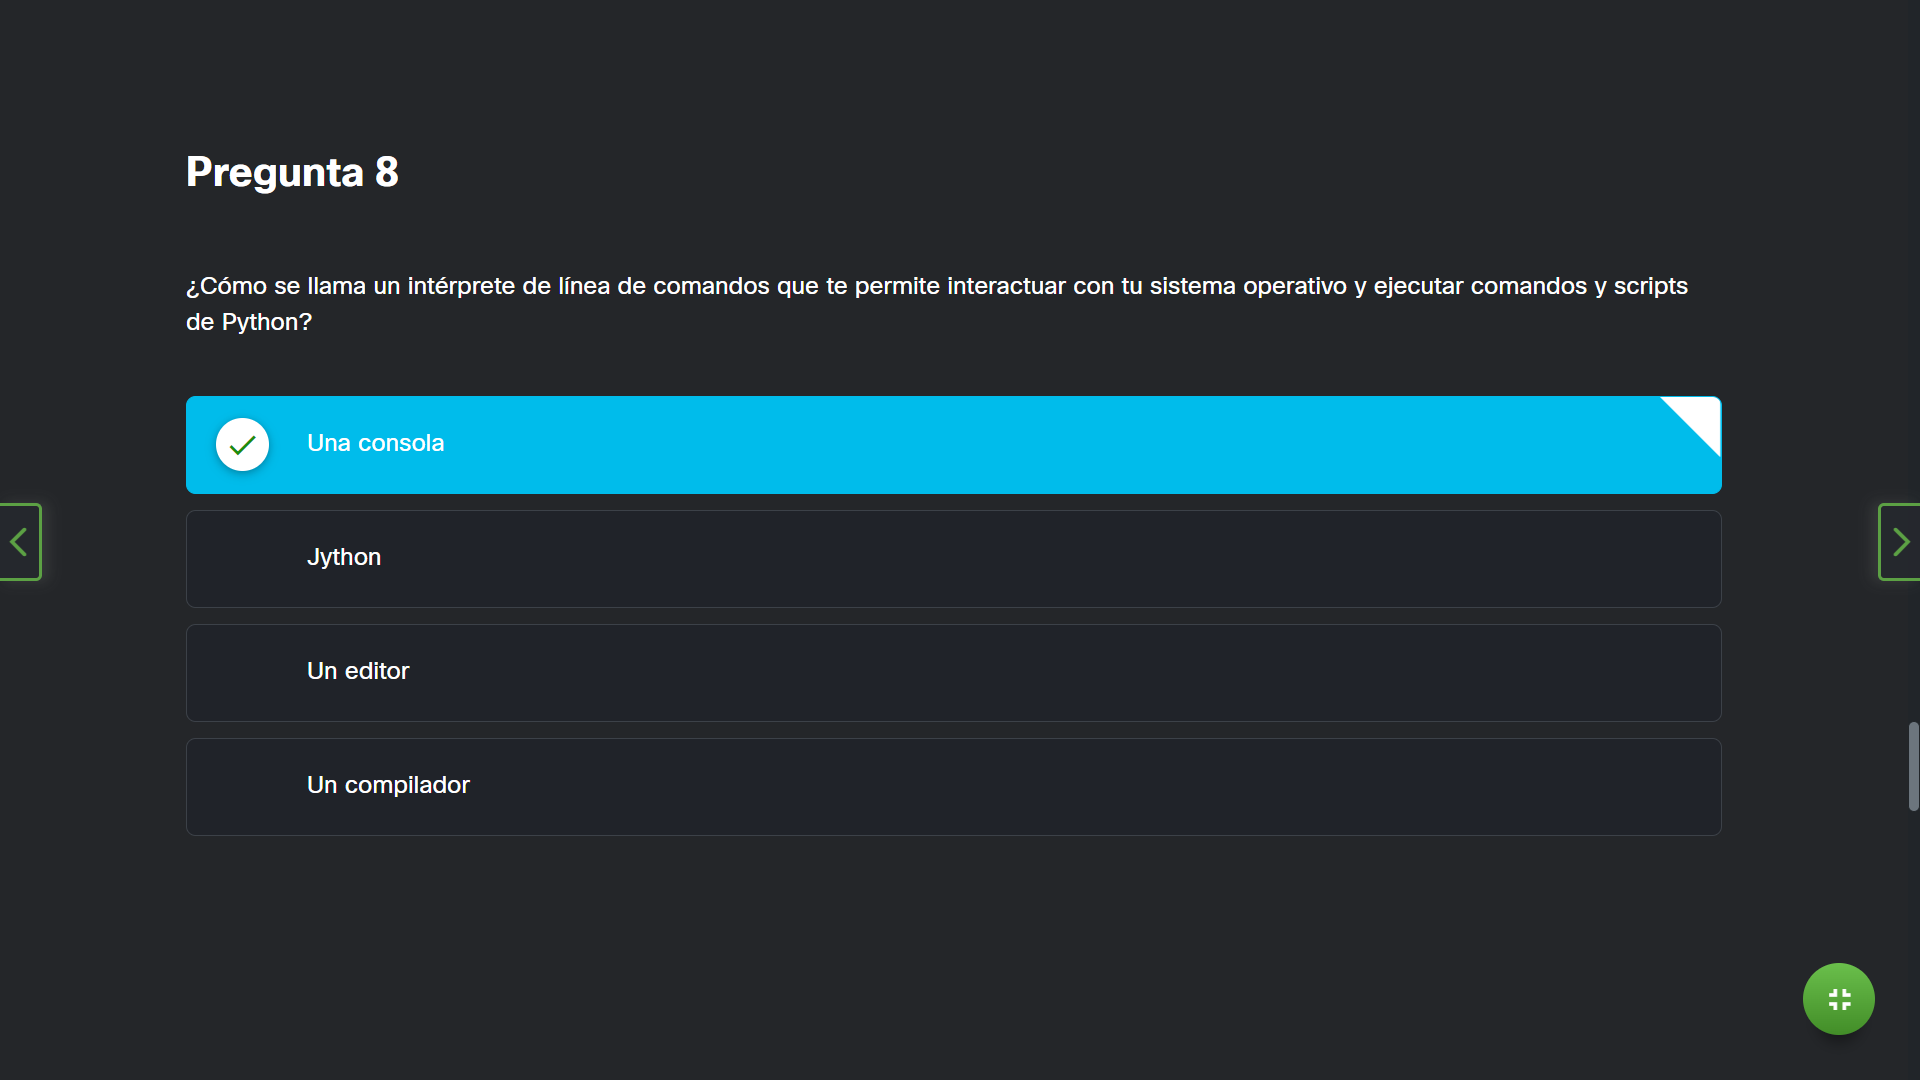 Pregunta 8
¿Cómo se llama un intérprete de línea de comandos que te permite interactuar con tu sistema operativo y ejecutar comandos y scripts
de Python?
Una consola
Jython
Un editor
Un compilador